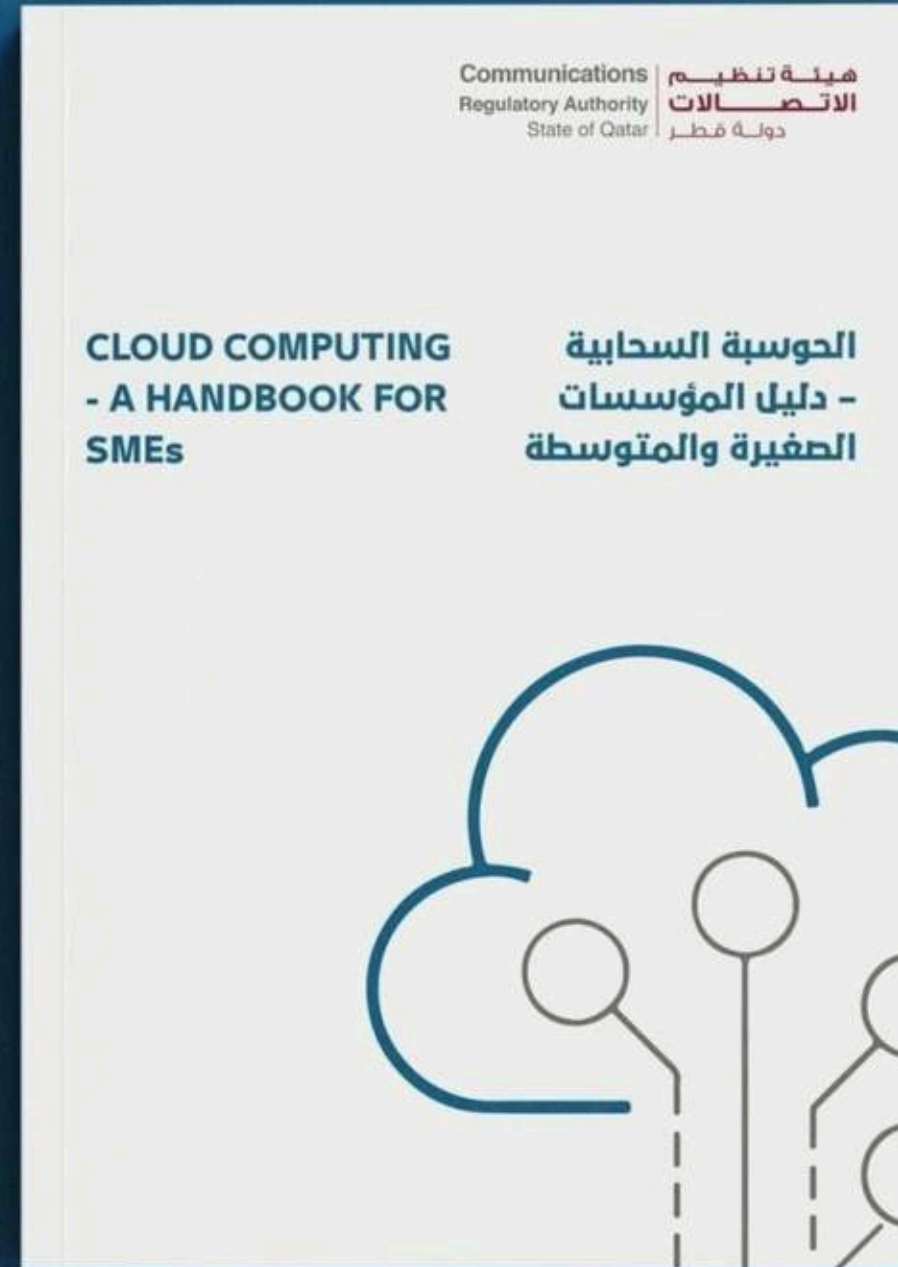 Communications
Regulatory Authority
State of Qatar
هيئة تنظيم
الاتصالات
دولة قطر
CLOUD COMPUTING
- A HANDBOOK FOR
SMEs
الحوسبة السحابية
– دليل المؤسسات
الصغيرة والمتوسطة